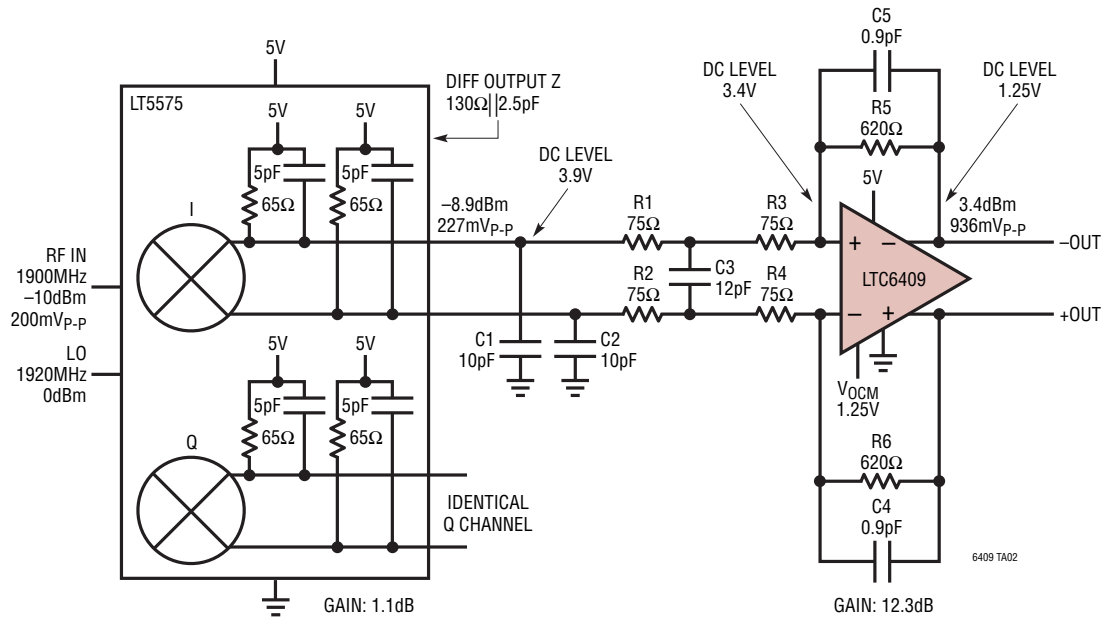 LT5575
5V
5V
5V
5pF
5pF
65Ω
65Ω
I
RF IN
1900MHz
–10dBm
200mVP-P
LO
1920MHz
0dBm
5V
5V
5pF
5pF
65Ω
65Ω
Q
IDENTICAL
Q CHANNEL
GAIN: 1.1dB
DIFF OUTPUT Z
130Ω||2.5pF
–8.9dBm
227mVP-P
DC LEVEL
3.9V
C1
10pF
C2
10pF
R1
75Ω
R2
75Ω
C3
12pF
R3
75Ω
R4
75Ω
DC LEVEL
3.4V
C5
0.9pF
R5
620Ω
DC LEVEL
1.25V
5V
+ –
LTC6409
– +
VOCM
1.25V
3.4dBm
936mVP-P
–OUT
+OUT
R6
620Ω
C4
0.9pF
GAIN: 12.3dB
6409 TA02